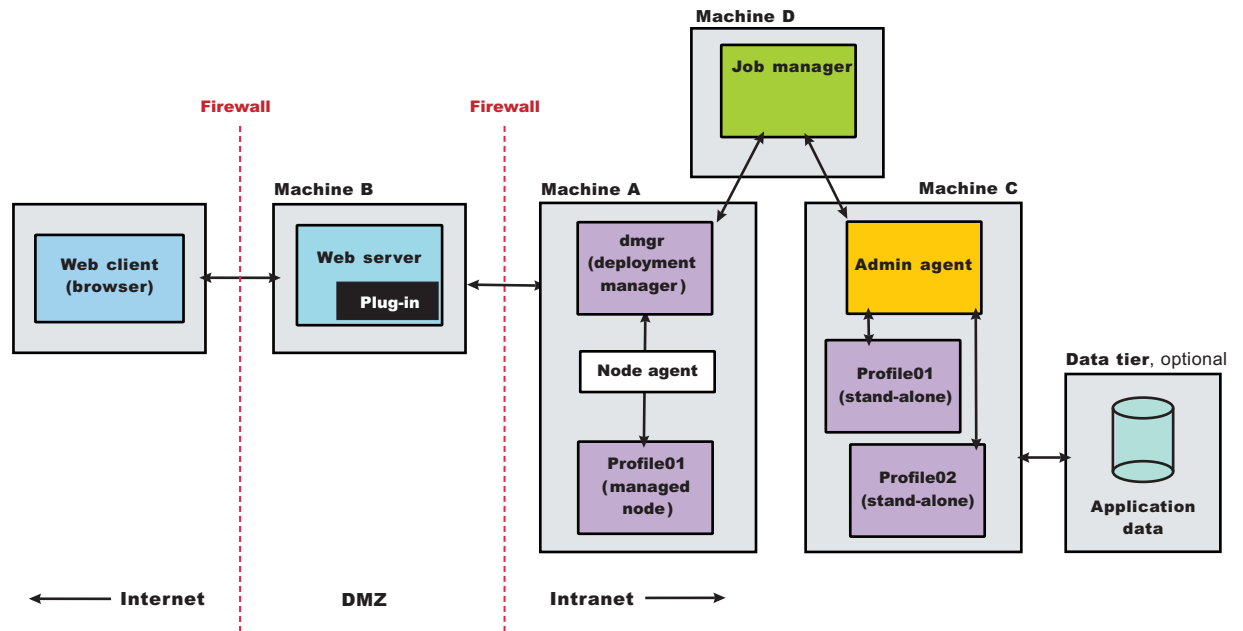 Machine D
Job manager
Firewall
Firewall
Machine B
Machine A
Machine C
Web client
(browser)
Web server
Plug-in
dmgr
(deployment
manager)
Admin agent
Node agent
Profile01
(stand-alone)
Data tier, optional
Profile01
(managed
node)
Profile02
(stand-alone)
Application
data
Internet
DMZ
Intranet